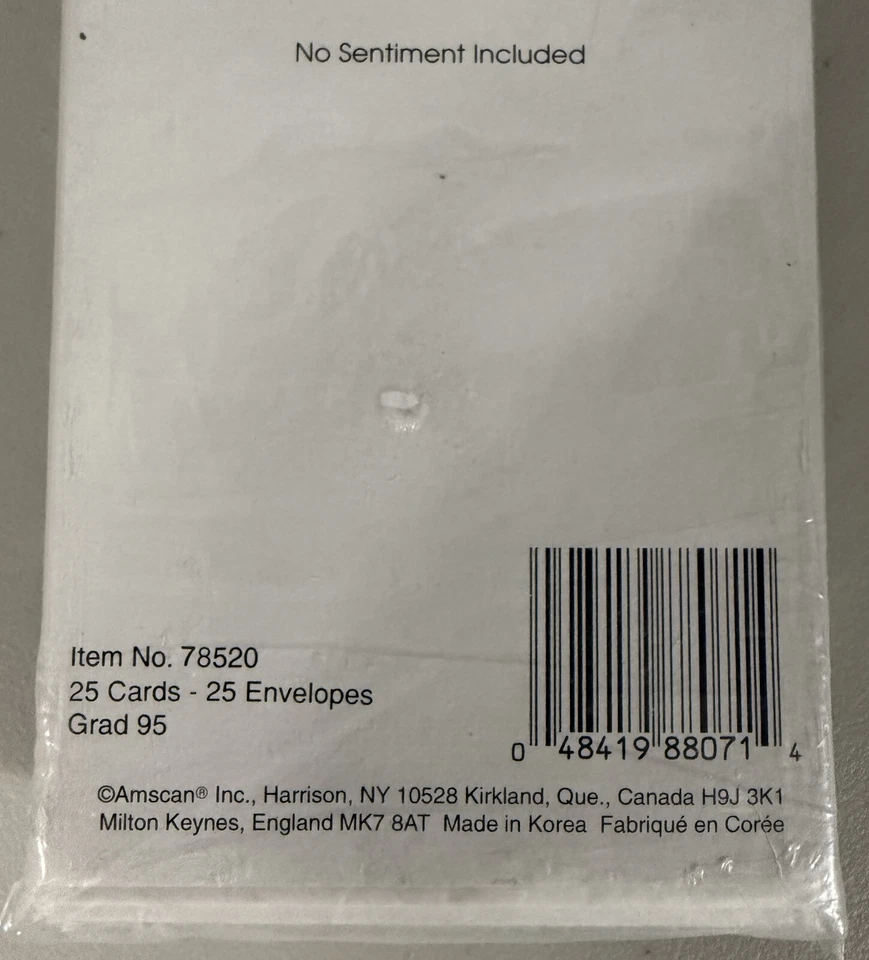 No Sentiment Included
Item No. 78520
25 Cards - 25 Envelopes
Grad 95
0 48419 88071 4
©Amscan® Inc., Harrison, NY 10528 Kirkland, Que., Canada H9J 3K1
Milton Keynes, England MK7 8AT Made in Korea Fabriqué en Corée